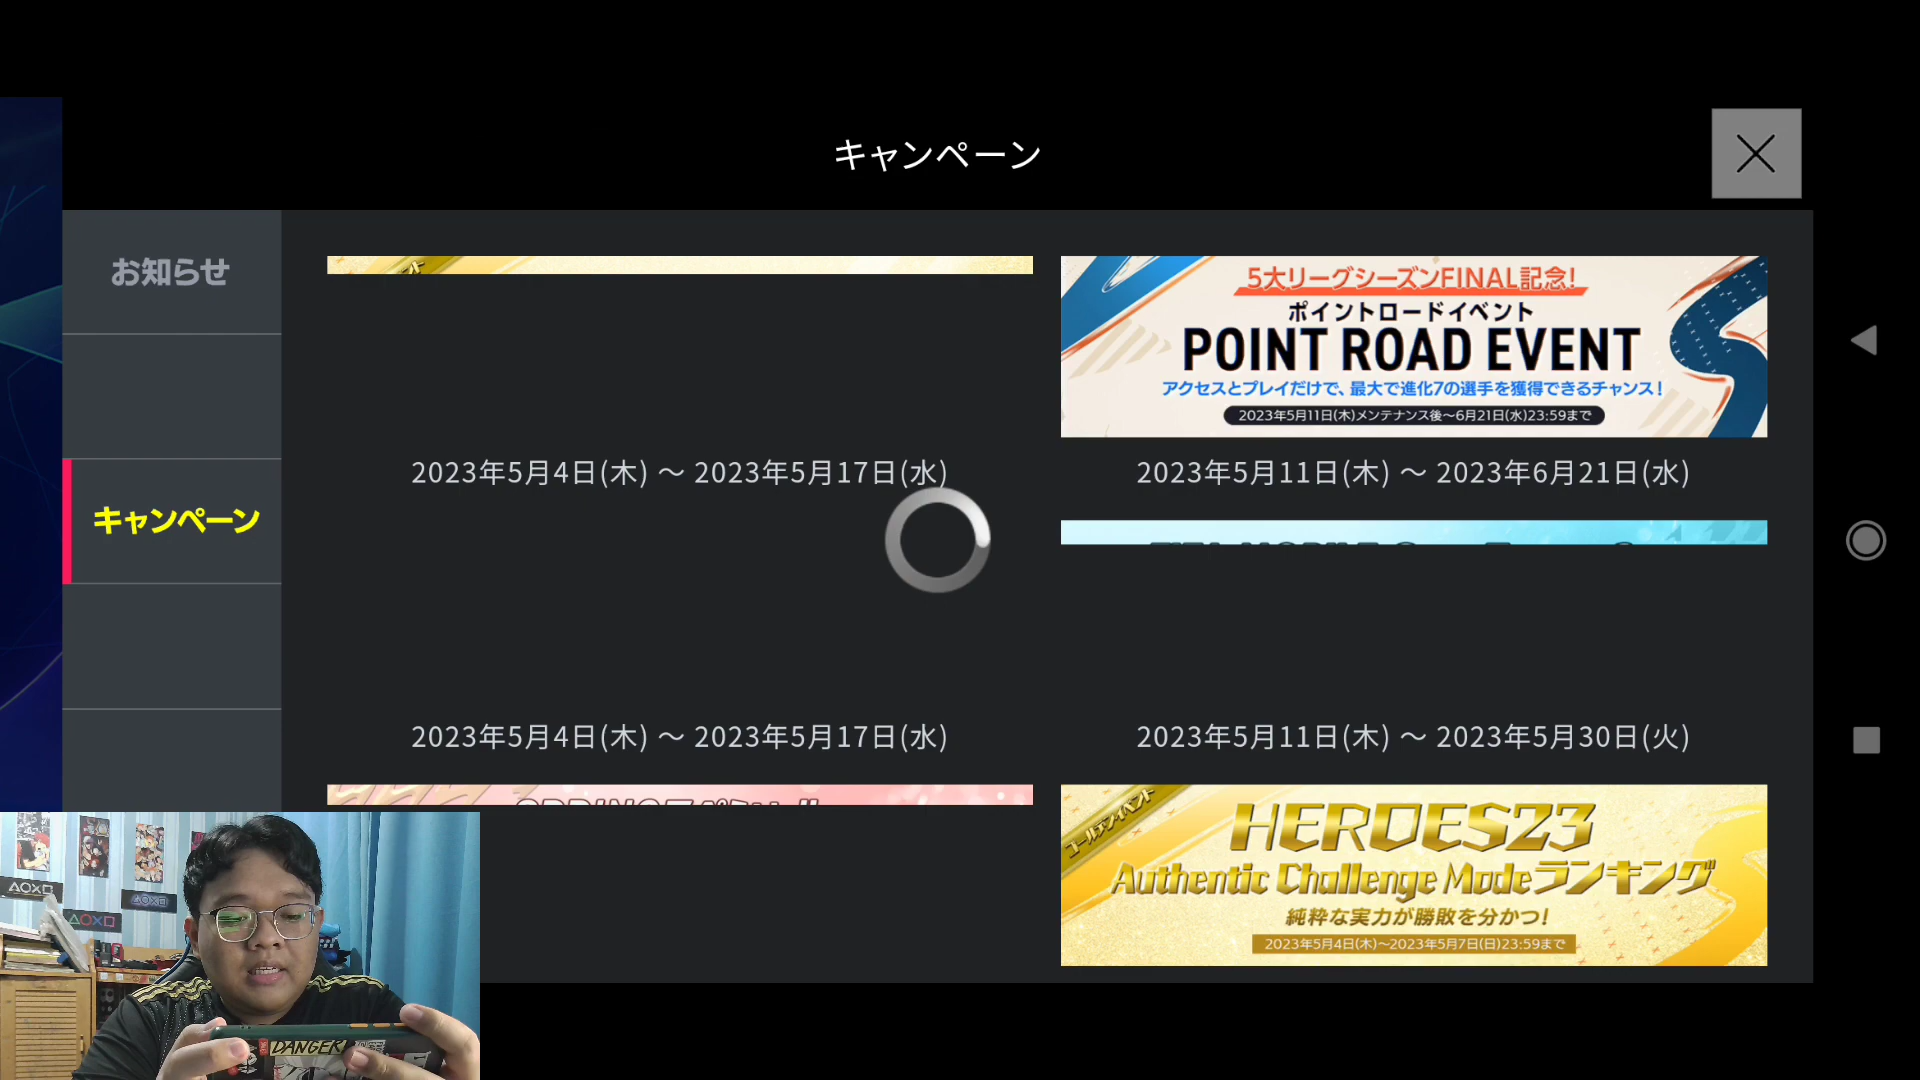 キャンペーン
お知らせ
キャンペーン
5大リーグシーズンFINAL記念!
ポイントロードイベント
POINT ROAD EVENT
アクセスとプレイだけで、最大で進化7の選手を獲得できるチャンス!
2023年5月11日(木)メンテナンス後〜6月21日(水)23:59まで
2023年5月4日(木) 〜 2023年5月17日(水)
2023年5月11日(木) 〜 2023年6月21日(水)
2023年5月4日(木) 〜 2023年5月17日(水)
2023年5月11日(木) 〜 2023年5月30日(火)
ゴールデンイベント
HEROES23
Authentic Challenge Modeランキング
純粋な実力が勝敗を分かつ!
2023年5月4日(木)〜2023年5月7日(日)23:59まで
DANGER